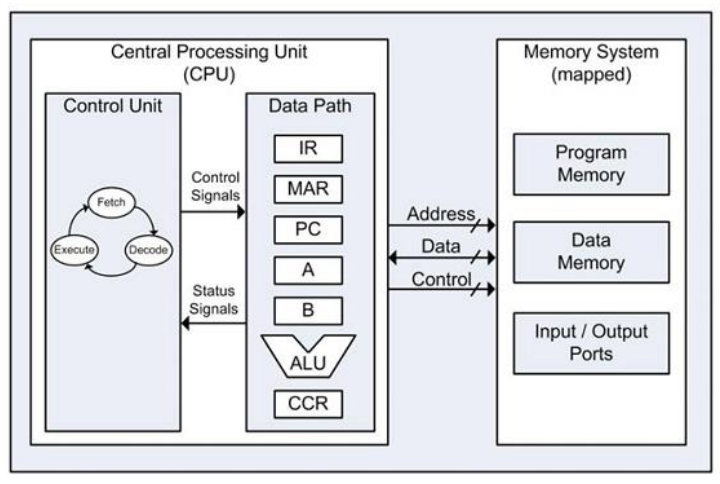 Central Processing Unit
(CPU)
Control Unit
Fetch
Execute
Decode
Control
Signals
Status
Signals
Data Path
IR
MAR
PC
A
B
ALU
CCR
Address
Data
Control
Memory System
(mapped)
Program
Memory
Data
Memory
Input / Output
Ports